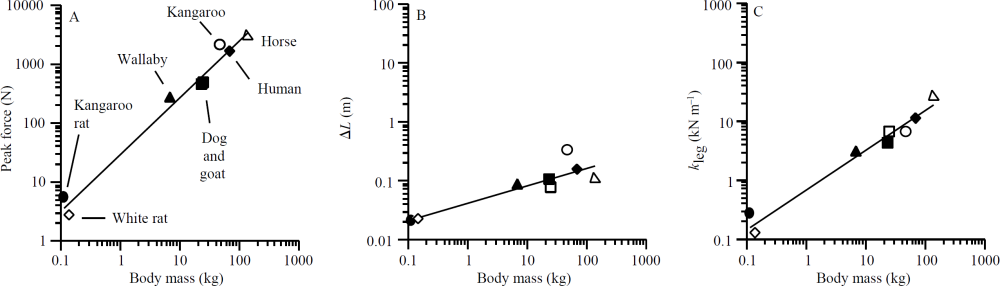 A
Peak force (N)
10000
1000
100
10
1
Kangaroo
Horse
Wallaby
Human
Kangaroo
rat
Dog
and
goat
White rat
0.1 1 10 100 1000
Body mass (kg)
B
ΔL (m)
100
10
1
0.1
0.01
0.1 1 10 100 1000
Body mass (kg)
C
kleg (kN m–1)
1000
100
10
1
0.1
0.1 1 10 100 1000
Body mass (kg)